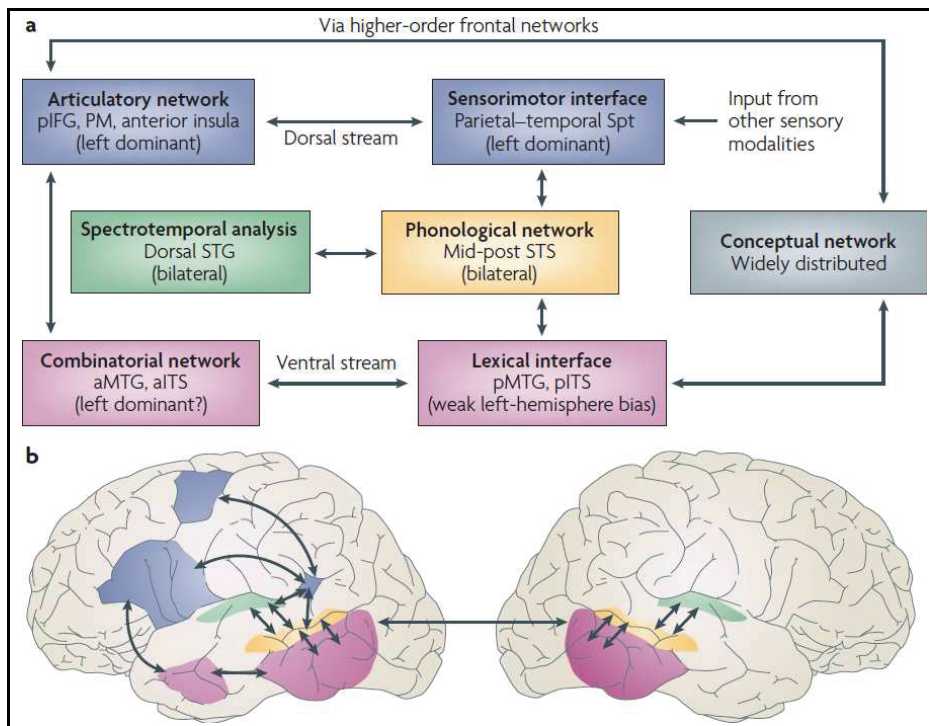 a
Via higher-order frontal networks
Articulatory network
pIFG, PM, anterior insula
(left dominant)
Dorsal stream
Sensorimotor interface
Parietal–temporal Spt
(left dominant)
Input from
other sensory
modalities
Spectrotemporal analysis
Dorsal STG
(bilateral)
Phonological network
Mid-post STS
(bilateral)
Conceptual network
Widely distributed
Combinatorial network
aMTG, aITS
(left dominant?)
Ventral stream
Lexical interface
pMTG, pITS
(weak left-hemisphere bias)
b